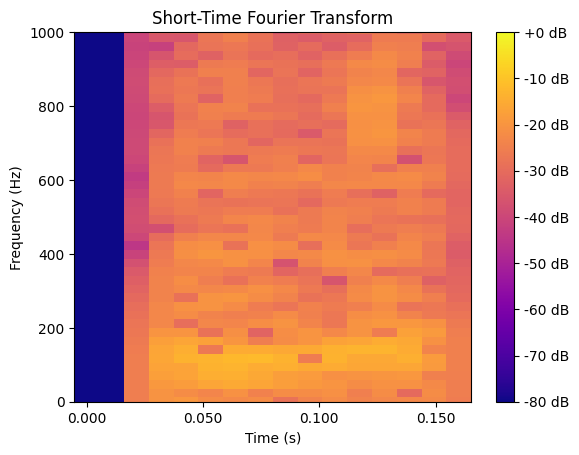 Short-Time Fourier Transform
1000
800
600
400
200
0
Frequency (Hz)
0.000
0.050
0.100
0.150
Time (s)
+0 dB
-10 dB
-20 dB
-30 dB
-40 dB
-50 dB
-60 dB
-70 dB
-80 dB